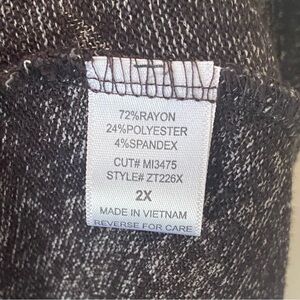 72%RAYON
24%POLYESTER
4%SPANDEX
CUT# MI3475
STYLE# ZT226X
2X
MADE IN VIETNAM
REVERSE FOR CARE